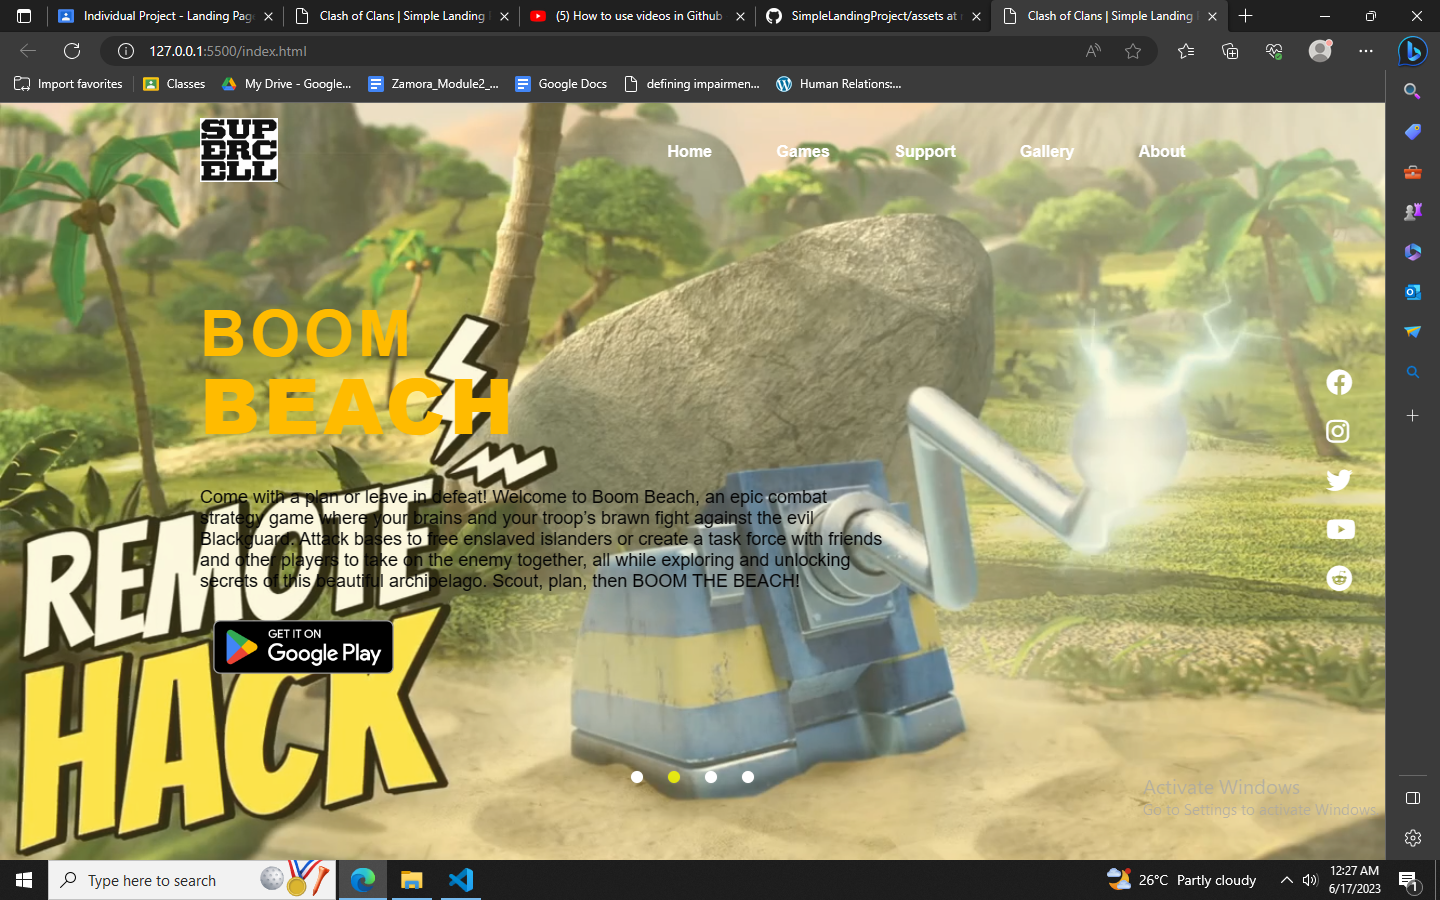 Individual Project - Landing Pag
Clash of Clans | Simple Landing
(5) How to use videos in Github
SimpleLandingProject/assets at
Clash of Clans | Simple Landing
127.0.0.1:5500/index.html
Import favorites
Classes
My Drive - Google...
Zamora_Module2_...
Google Docs
defining impairmen...
Human Relations:...
SUP
ERC
ELL
Home
Games
Support
Gallery
About
BOOM
BEACH
Come with a plan or leave in defeat! Welcome to Boom Beach, an epic combat
strategy game where your brains and your troop's brawn fight against the evil
Blackguard. Attack bases to free enslaved islanders or create a task force with friends
and other players to take on the enemy together, all while exploring and unlocking
secrets of this beautiful archipelago. Scout, plan, then BOOM THE BEACH!
REMOTE
HACK
GET IT ON
Google Play
Activate Windows
Go to Settings to activate Windows.
Type here to search
26°C Partly cloudy
12:27 AM
6/17/2023
1